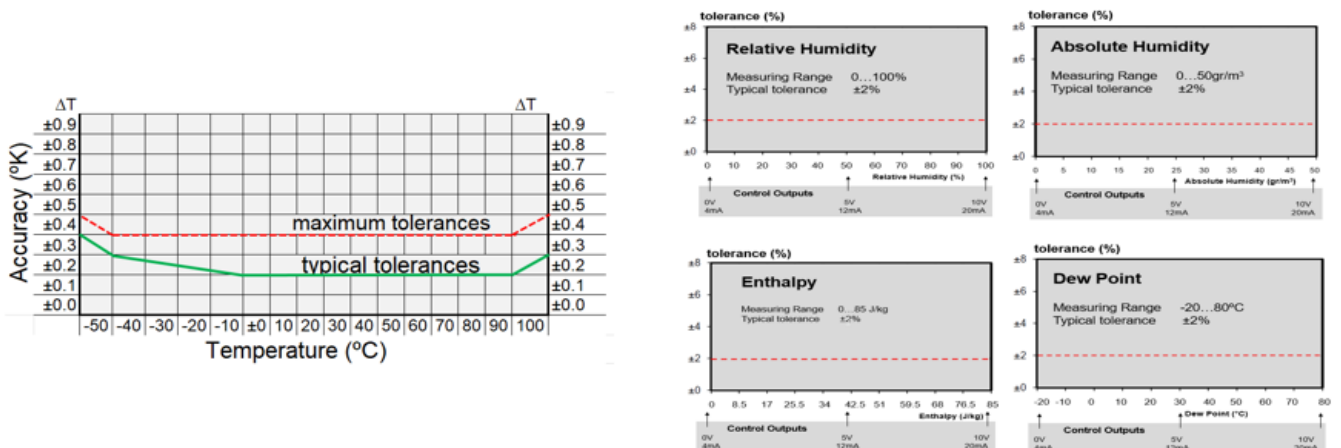 ΔT ΔT
±0.9 ±0.9
±0.8 ±0.8
±0.7 ±0.7
±0.6 ±0.6
±0.5 ±0.5
±0.4 maximum tolerances ±0.4
±0.3 ±0.3
±0.2 typical tolerances ±0.2
±0.1 ±0.1
±0.0 ±0.0
Accuracy (ºK)
-50 -40 -30 -20 -10 ±0 10 20 30 40 50 60 70 80 90 100
Temperature (ºC)
tolerance (%)
±8
±6
±4
±2
±0
Relative Humidity
Measuring Range 0...100%
Typical tolerance ±2%
0 10 20 30 40 50 60 70 80 90 100
Relative Humidity (%)
Control Outputs
0V 5V 10V
4mA 12mA 20mA
tolerance (%)
±8
±6
±4
±2
±0
Absolute Humidity
Measuring Range 0...50gr/m³
Typical tolerance ±2%
0 5 10 15 20 25 30 35 40 45 50
Absolute Humidity (gr/m³)
Control Outputs
0V 5V 10V
4mA 12mA 20mA
tolerance (%)
±8
±6
±4
±2
±0
Enthalpy
Measuring Range 0...85 J/kg
Typical tolerance ±2%
0 8.5 17 25.5 34 42.5 51 59.5 68 76.5 85
Enthalpy (J/kg)
Control Outputs
0V 5V 10V
4mA 12mA 20mA
tolerance (%)
±8
±6
±4
±2
±0
Dew Point
Measuring Range -20...80ºC
Typical tolerance ±2%
-20 -10 0 10 20 30 40 50 60 70 80
Dew Point (°C)
Control Outputs
0V 5V 10V
4mA 12mA 20mA